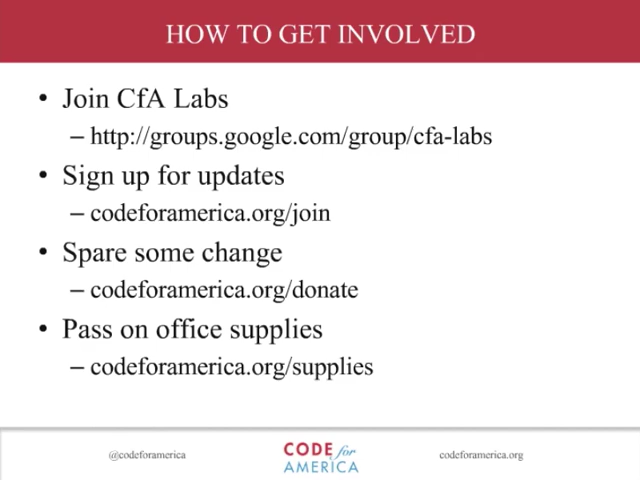 HOW TO GET INVOLVED
• Join CfA Labs
– http://groups.google.com/group/cfa-labs
• Sign up for updates
– codeforamerica.org/join
• Spare some change
– codeforamerica.org/donate
• Pass on office supplies
– codeforamerica.org/supplies
@codeforamerica
CODE for
AMERICA
codeforamerica.org